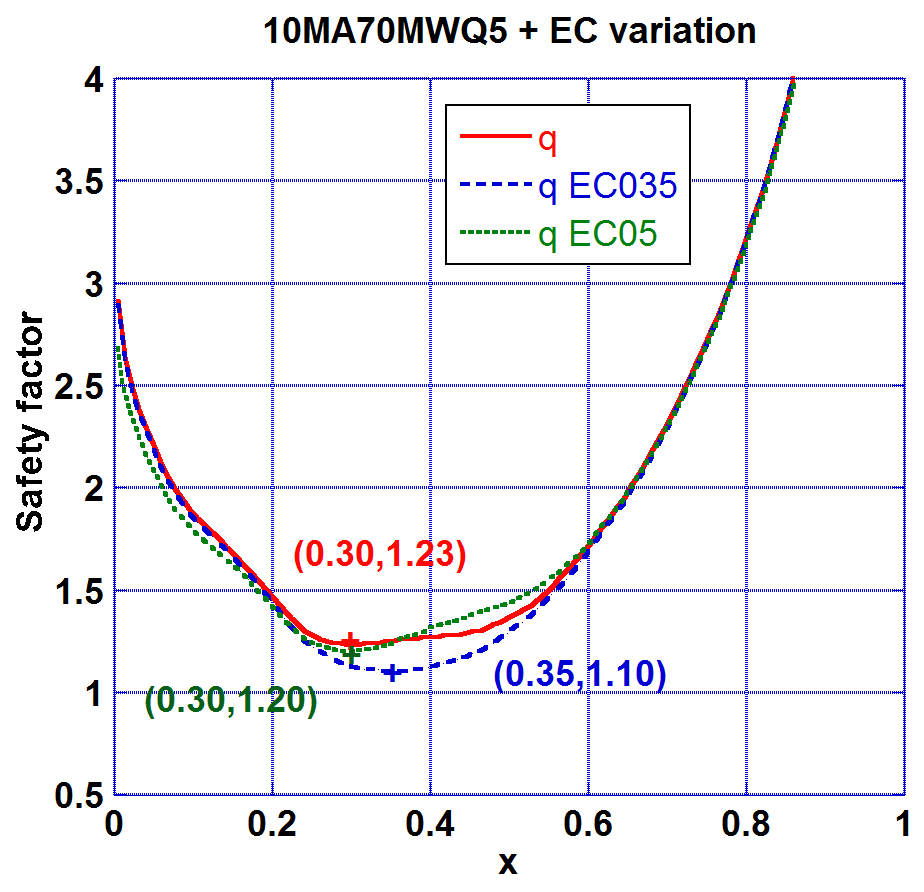 10MA70MWQ5 + EC variation
4
3.5
3
2.5
2
1.5
1
0.5
Safety factor
q
q EC035
q EC05
(0.30,1.23)
(0.35,1.10)
(0.30,1.20)
0
0.2
0.4
0.6
0.8
1
x